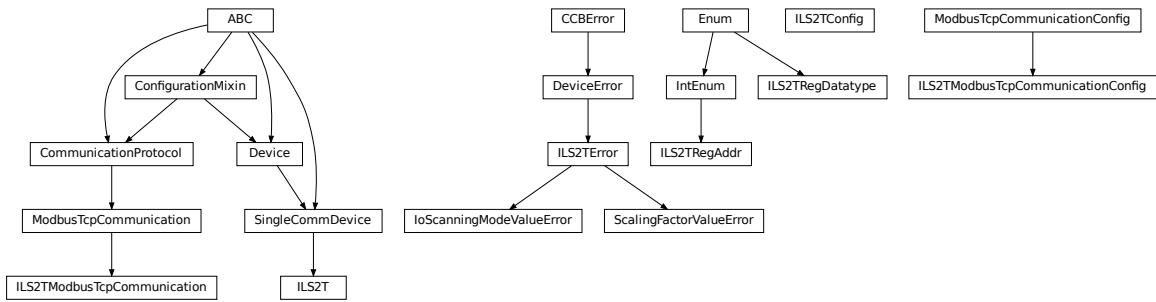 ABC
CCBError
Enum
ILS2TConfig
ModbusTcpCommunicationConfig
ConfigurationMixin
DeviceError
IntEnum
ILS2TRegDatatype
ILS2TModbusTcpCommunicationConfig
CommunicationProtocol
Device
ILS2TError
ILS2TRegAddr
ModbusTcpCommunication
SingleCommDevice
IoScanningModeValueError
ScalingFactorValueError
ILS2TModbusTcpCommunication
ILS2T